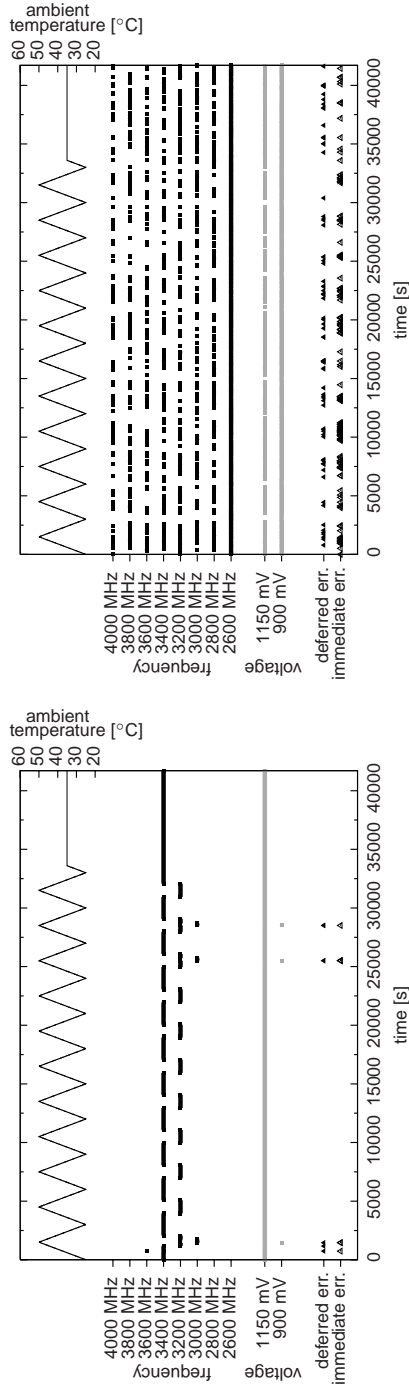 ambient
temperature [°C]
60
50
40
30
20
4000 MHz
3800 MHz
3600 MHz
3400 MHz
3200 MHz
3000 MHz
2800 MHz
2600 MHz
frequency
1150 mV
900 mV
voltage
deferred err.
immediate err.
0
5000
10000
15000
20000
25000
30000
35000
40000
time [s]
ambient
temperature [°C]
60
50
40
30
20
4000 MHz
3800 MHz
3600 MHz
3400 MHz
3200 MHz
3000 MHz
2800 MHz
2600 MHz
frequency
1150 mV
900 mV
voltage
deferred err.
immediate err.
0
5000
10000
15000
20000
25000
30000
35000
40000
time [s]